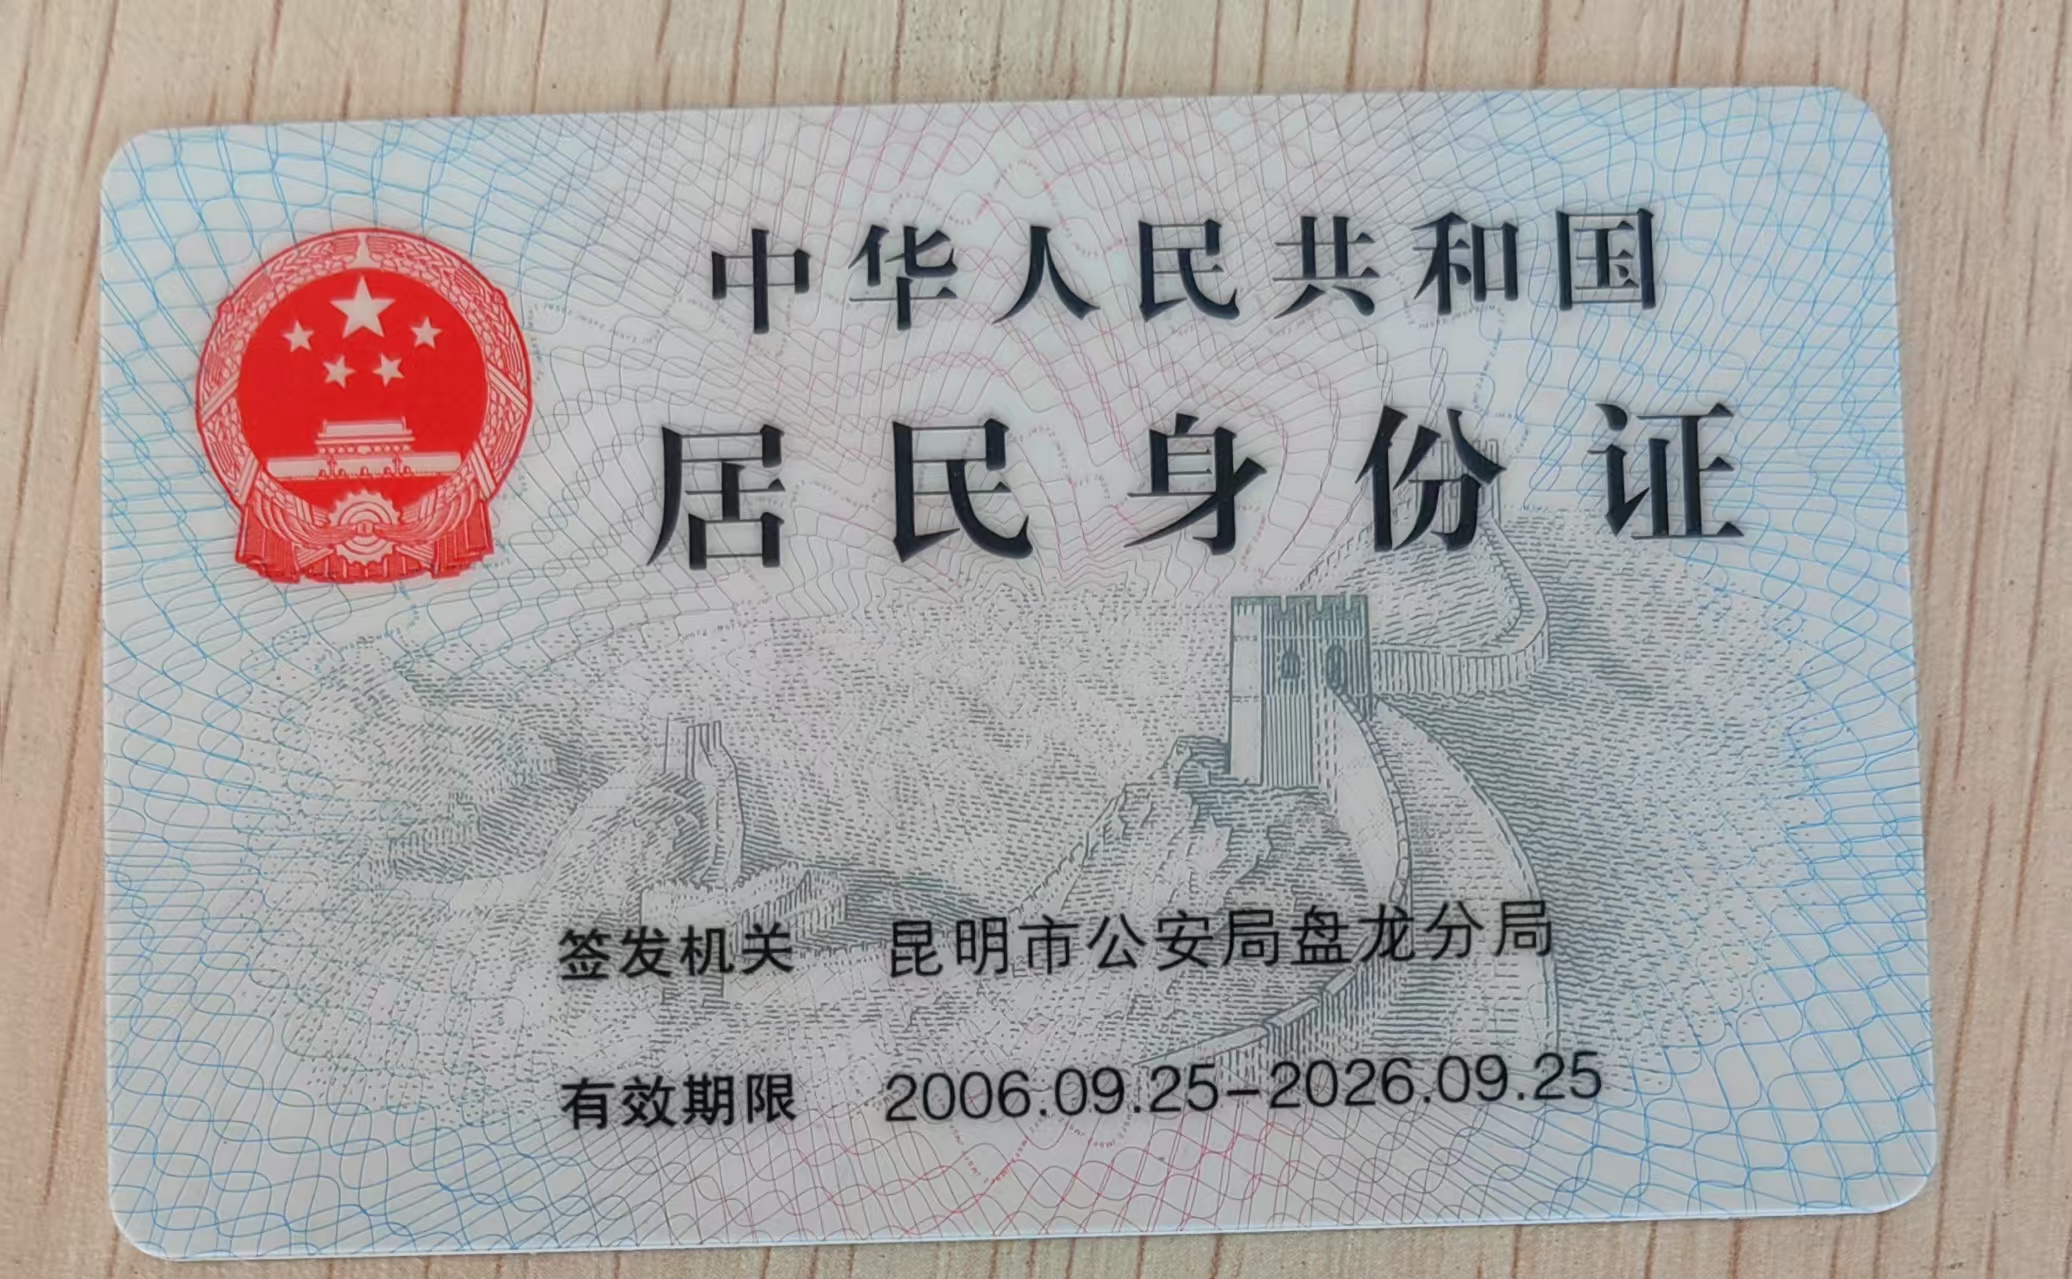 中华人民共和国
居民身份证
签发机关 昆明市公安局盘龙分局
有效期限 2006.09.25-2026.09.25